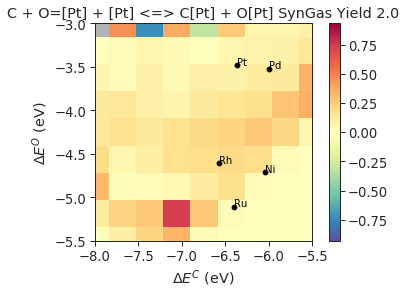 C + O=[Pt] + [Pt] <=> C[Pt] + O[Pt] SynGas Yield 2.0
−3.0
−3.5
−4.0
−4.5
−5.0
−5.5
ΔE^O (eV)
Pt
Pd
Rh
Ni
Ru
−8.0 −7.5 −7.0 −6.5 −6.0 −5.5
ΔE^C (eV)
0.75
0.50
0.25
0.00
−0.25
−0.50
−0.75